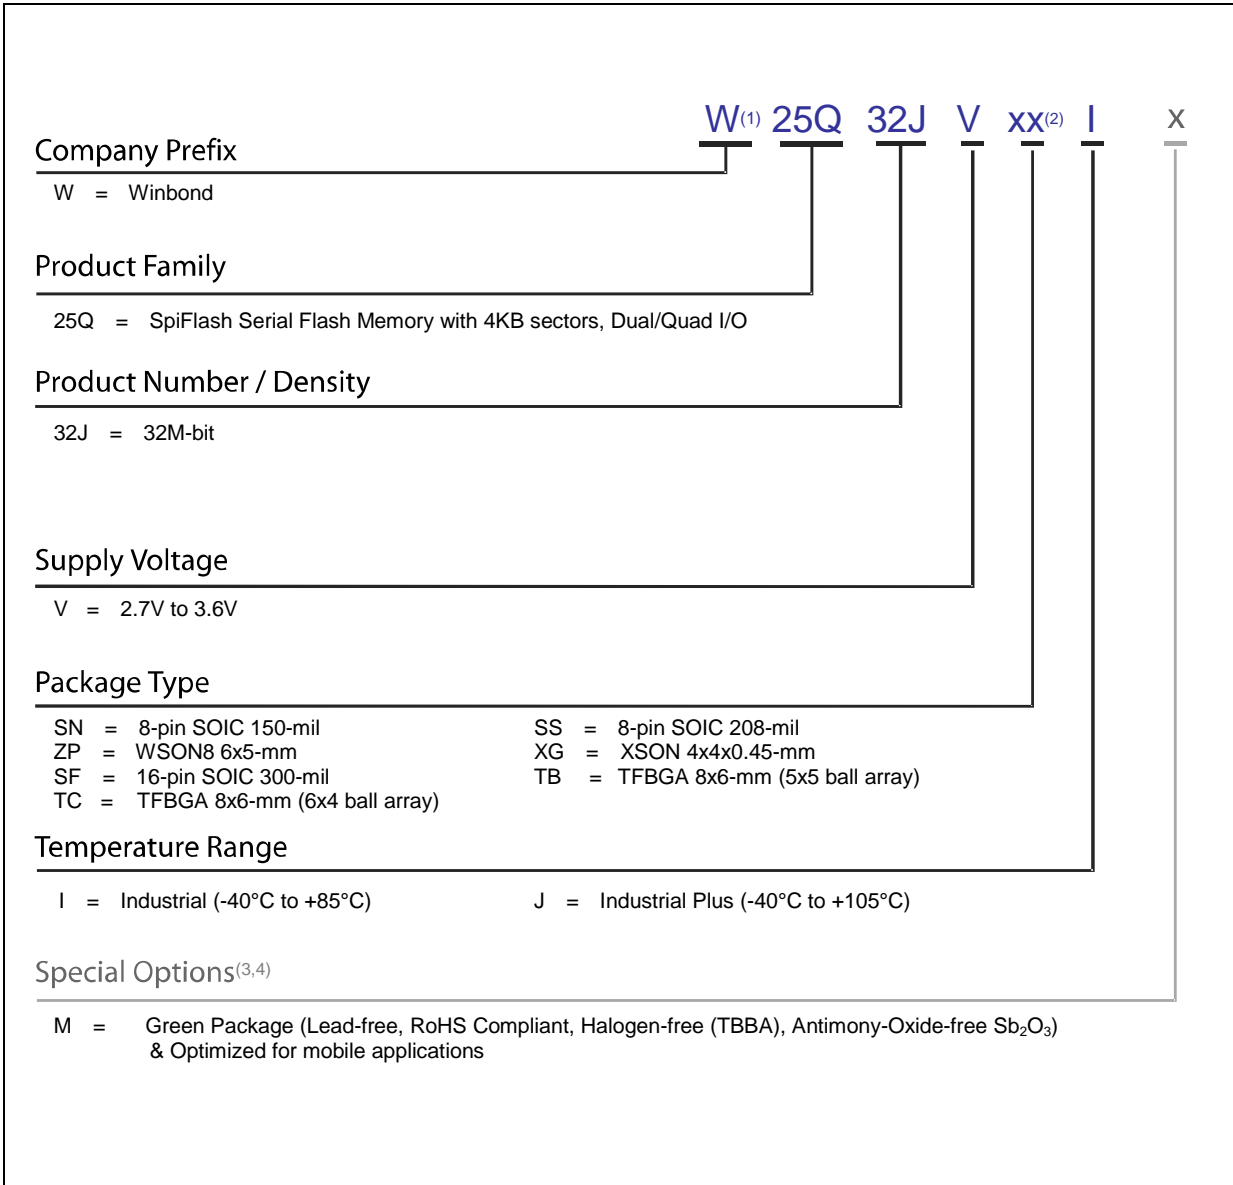 W(1) 25Q 32J V xx(2) I x
Company Prefix
W = Winbond
Product Family
25Q = SpiFlash Serial Flash Memory with 4KB sectors, Dual/Quad I/O
Product Number / Density
32J = 32M-bit
Supply Voltage
V = 2.7V to 3.6V
Package Type
SN = 8-pin SOIC 150-mil SS = 8-pin SOIC 208-mil
ZP = WSON8 6x5-mm XG = XSON 4x4x0.45-mm
SF = 16-pin SOIC 300-mil TB = TFBGA 8x6-mm (5x5 ball array)
TC = TFBGA 8x6-mm (6x4 ball array)
Temperature Range
I = Industrial (-40°C to +85°C) J = Industrial Plus (-40°C to +105°C)
Special Options(3,4)
M = Green Package (Lead-free, RoHS Compliant, Halogen-free (TBBA), Antimony-Oxide-free Sb₂O₃)
& Optimized for mobile applications